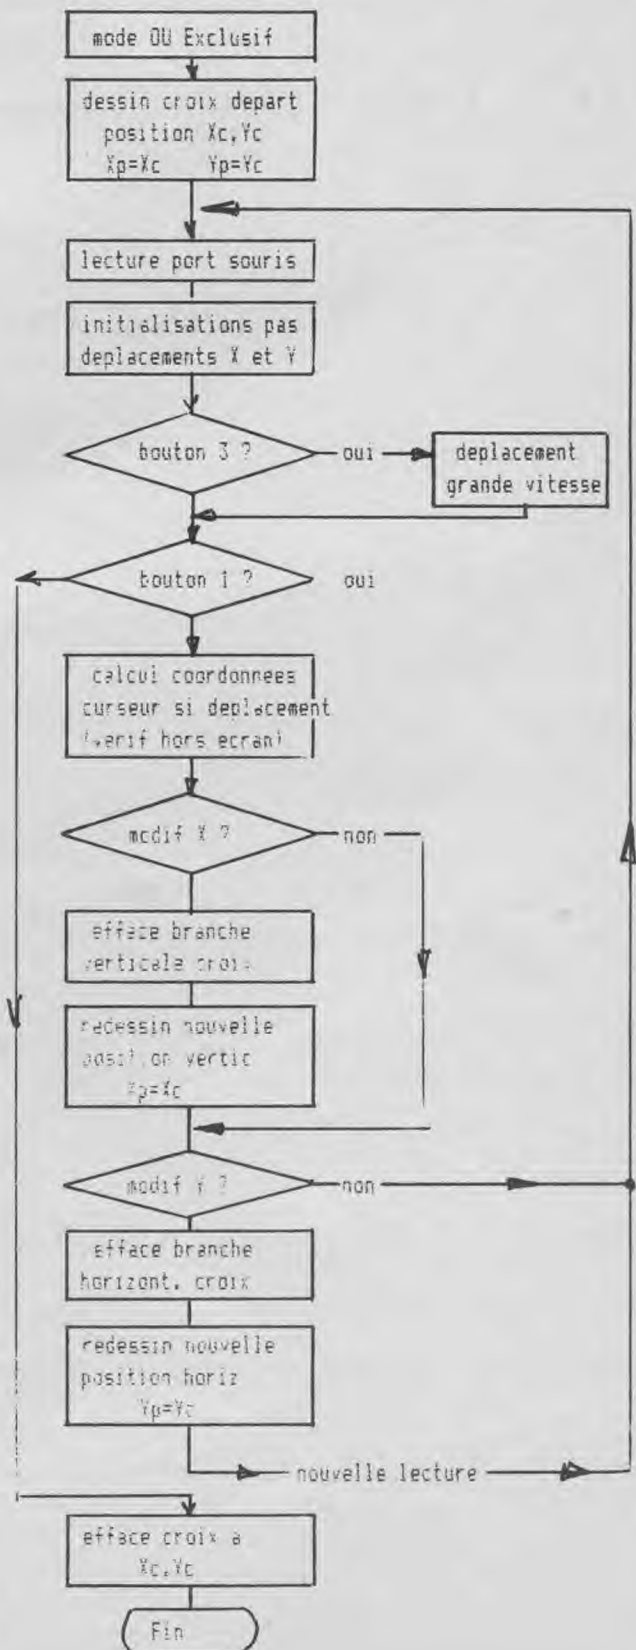 mode OU Exclusif
dessin croix depart
position Xc,Yc
Xp=Xc Yp=Yc
lecture port souris
initialisations pas
deplacements X et Y
bouton 3 ?
oui
deplacement
grande vitesse
bouton 1 ?
oui
calcul coordonnees
curseur si deplacement
(verif hors ecran)
modif X ?
non
efface branche
verticale croix
redessin nouvelle
position vertic
Xp=Xc
modif Y ?
non
efface branche
horizont. croix
redessin nouvelle
position horiz
Yp=Yc
nouvelle lecture
efface croix a
Xc,Yc
Fin